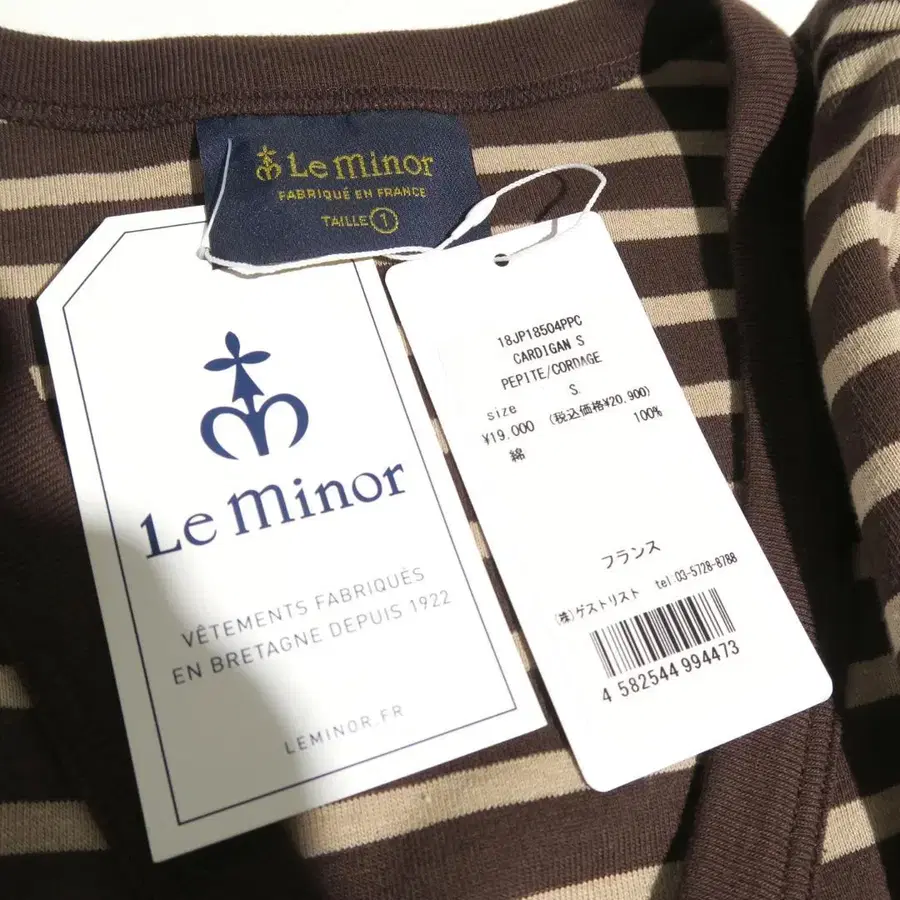 Le minor
FABRIQUÉ EN FRANCE
TAILLE 1
Le minor
VÊTEMENTS FABRIQUÉS
EN BRETAGNE DEPUIS 1922
LEMINOR.FR
18JP18504PPC
CARDIGAN S
PEPITE/CORDAGE
size S
¥19,000 (税込価格¥20,900)
綿 100%
フランス
(株)ゲストリスト tel.03-5728-8788
4 582544 994473